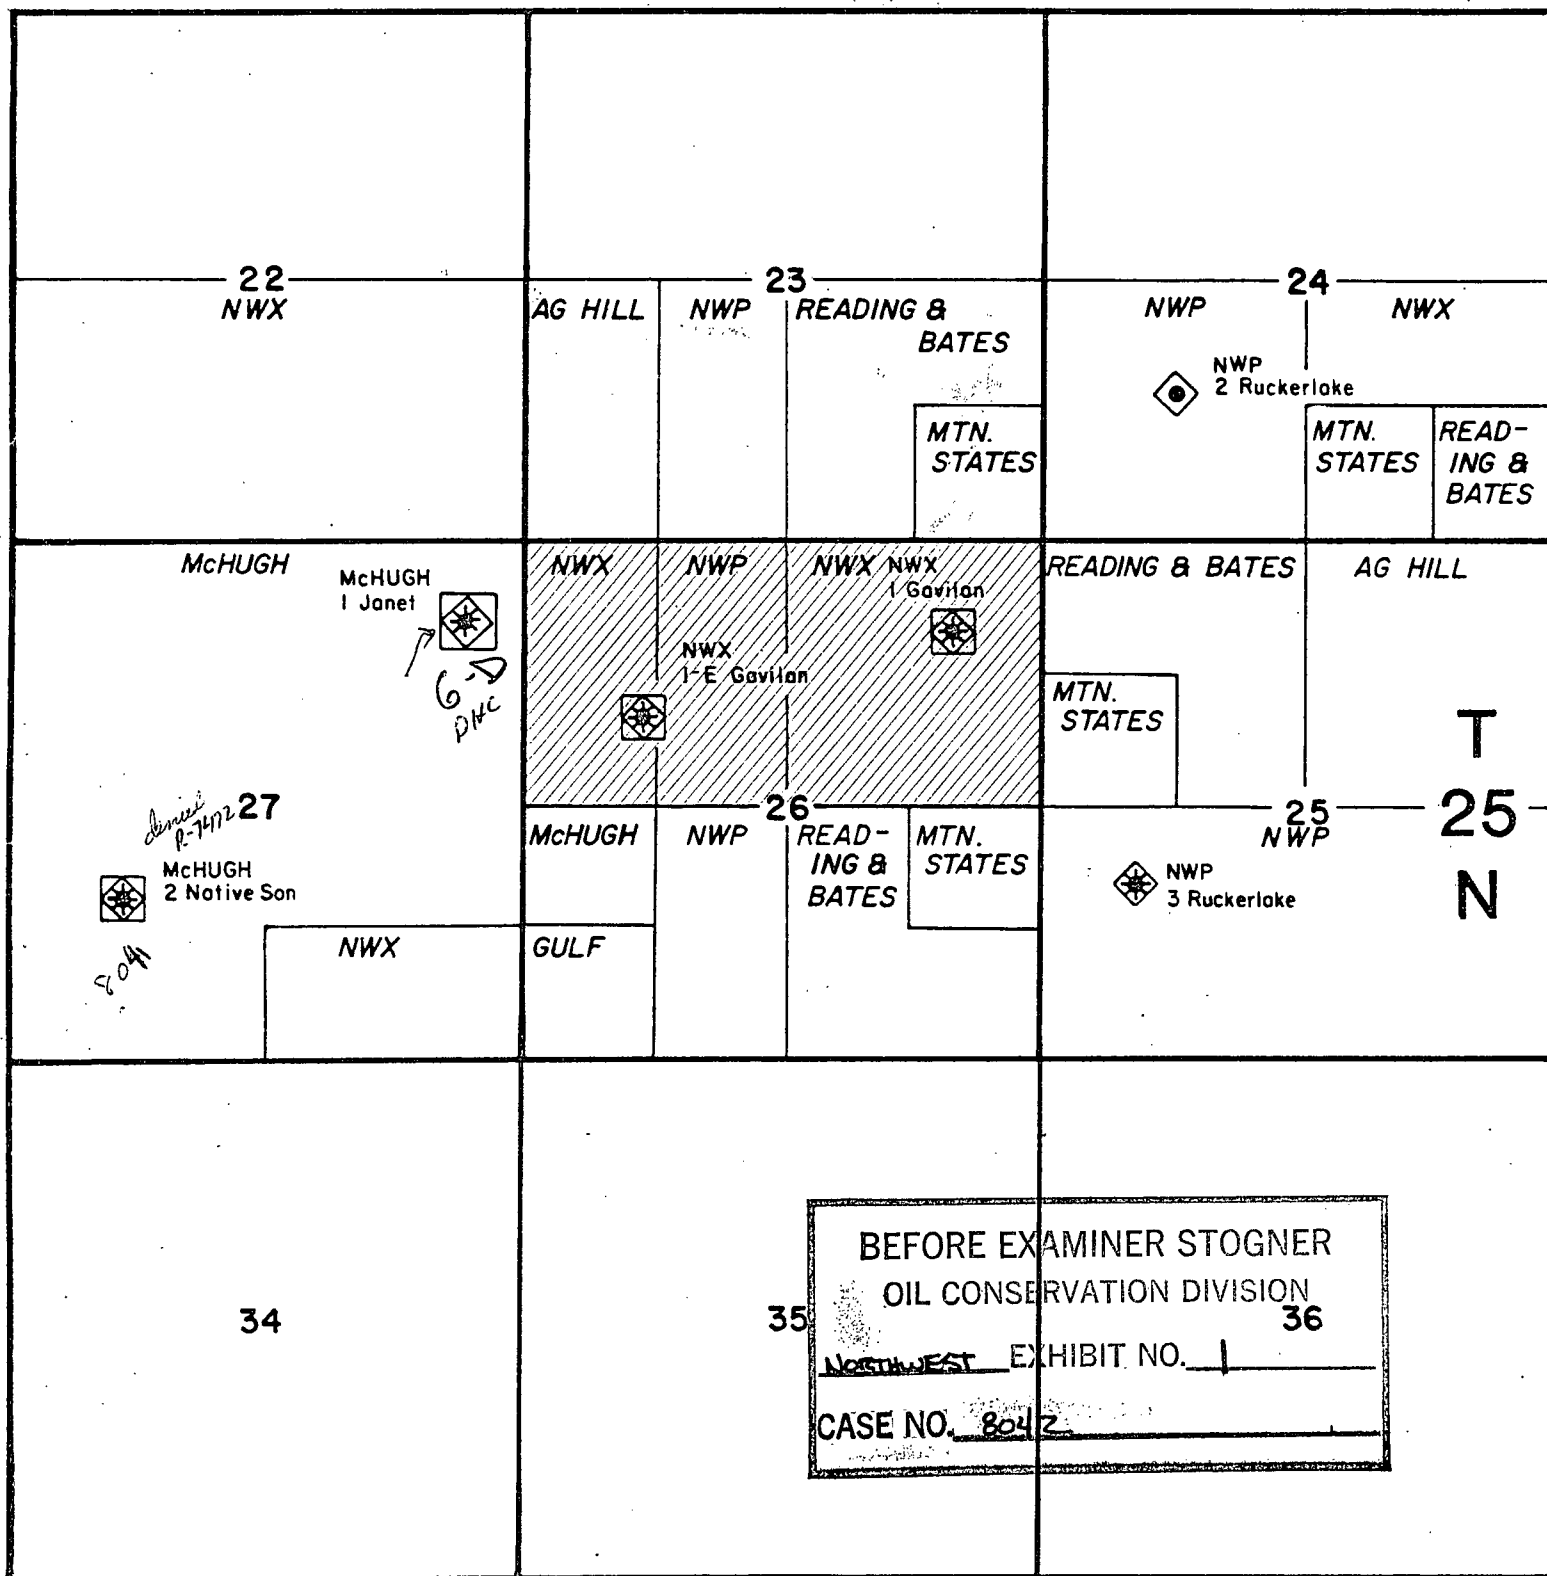 22
NWX
23
AG HILL
NWP
READING &
BATES
MTN.
STATES
24
NWP
NWX
NWP
2 Ruckerlake
MTN.
STATES
READ-
ING &
BATES
McHUGH
McHUGH
1 Janet
6-D
DHC
27
denied
McHUGH
2 Native Son
8041
NWX
NWX
NWP
NWX
NWX
1 Gavilan
NWX
1-E Gavilan
26
McHUGH
NWP
READ-
ING &
BATES
MTN.
STATES
GULF
READING & BATES
AG HILL
MTN.
STATES
25
NWP
NWP
3 Ruckerlake
T
25
N
34
35
36
BEFORE EXAMINER STOGNER
OIL CONSERVATION DIVISION
NORTHWEST EXHIBIT NO. 1
CASE NO. 8042